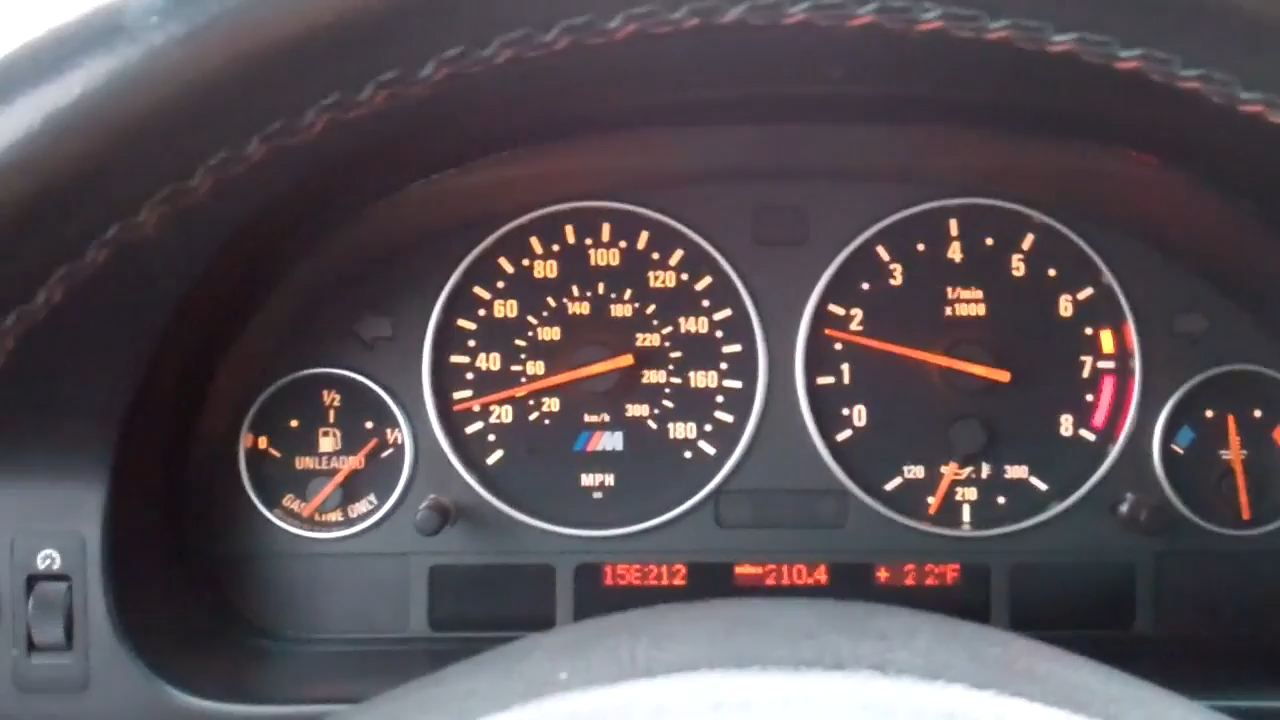 0 1/2 1/1
UNLEADED
GASOLINE ONLY
20 40 60 80 100 120 140 160 180
20 60 100 140 180 220 260 300
km/h
M
MPH
0 1 2 3 4 5 6 7 8
1/min
x1000
120 210 300
210.4 + 22°F